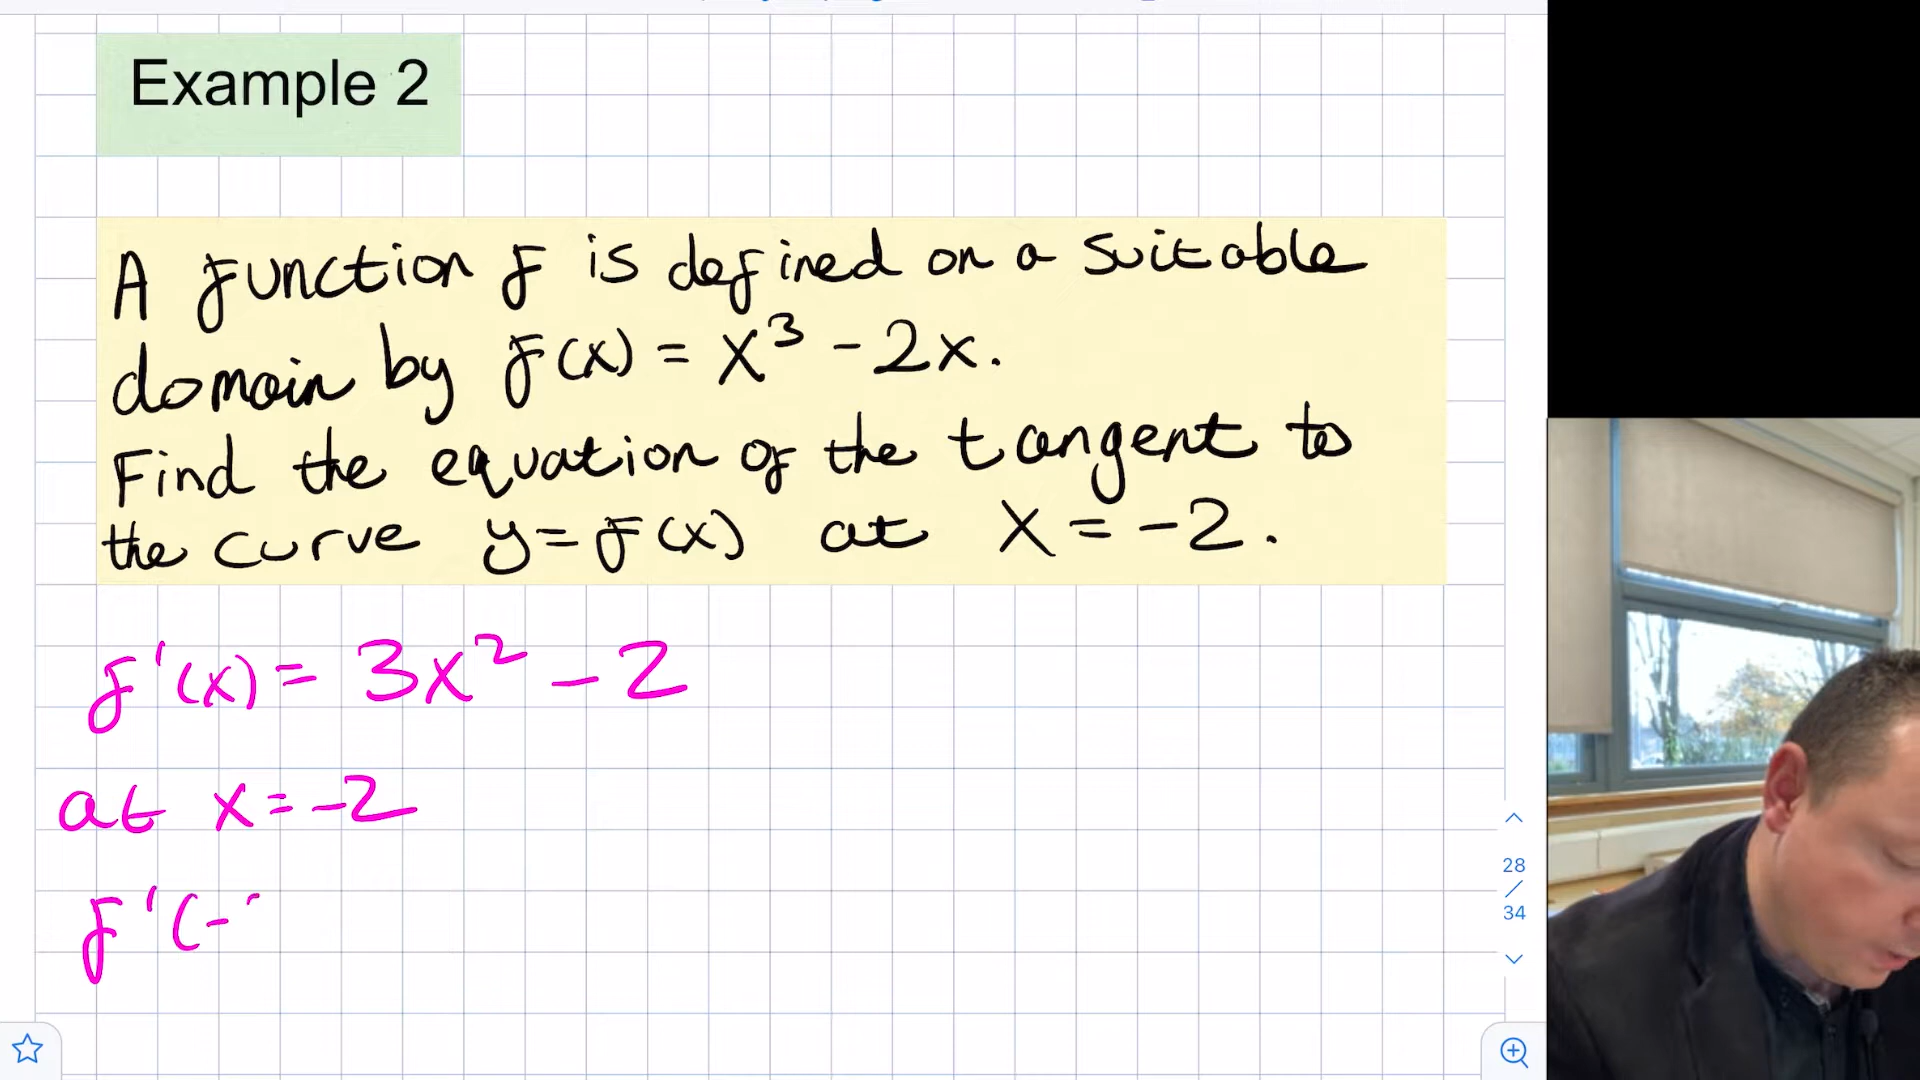 Example 2
A function f is defined on a suitable
domain by f(x) = x³ - 2x.
Find the equation of the tangent to
the curve y = f(x) at x = -2.
f'(x) = 3x² - 2
at x = -2
f'(-
28
/
34